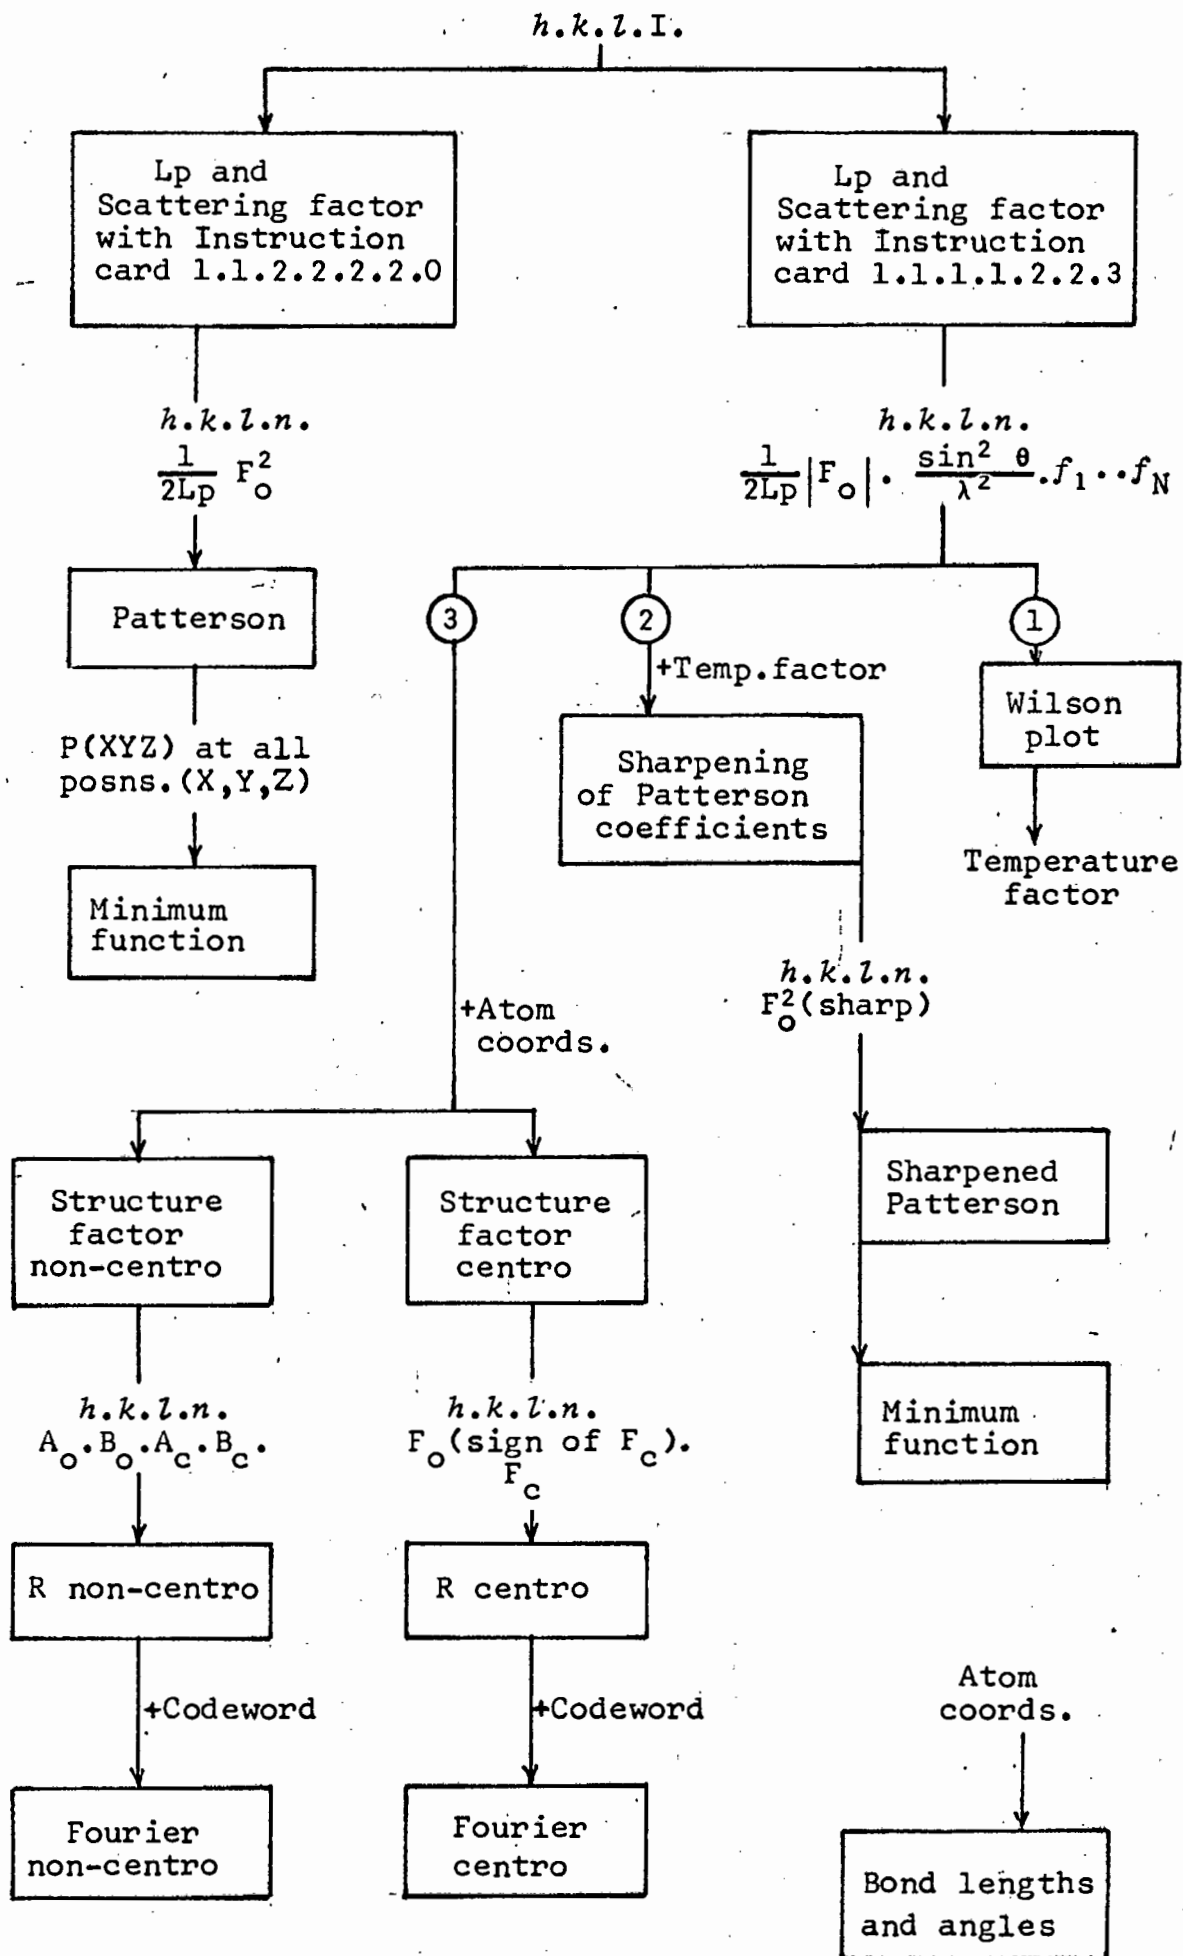 h.k.l.I.
Lp and
Scattering factor
with Instruction
card 1.1.2.2.2.2.0
Lp and
Scattering factor
with Instruction
card 1.1.1.1.2.2.3
h.k.l.n.
1/2Lp F_o^2
h.k.l.n.
1/2Lp |F_o|. sin² θ/λ² .f_1..f_N
Patterson
P(XYZ) at all
posns.(X,Y,Z)
Minimum
function
3
2
1
+Temp.factor
Sharpening
of Patterson
coefficients
Wilson
plot
Temperature
factor
h.k.l.n.
F_o^2(sharp)
Sharpened
Patterson
Minimum
function
+Atom
coords.
Structure
factor
non-centro
Structure
factor
centro
h.k.l.n.
A_o.B_o.A_c.B_c.
h.k.l.n.
F_o(sign of F_c).
F_c
R non-centro
R centro
+Codeword
+Codeword
Fourier
non-centro
Fourier
centro
Atom
coords.
Bond lengths
and angles